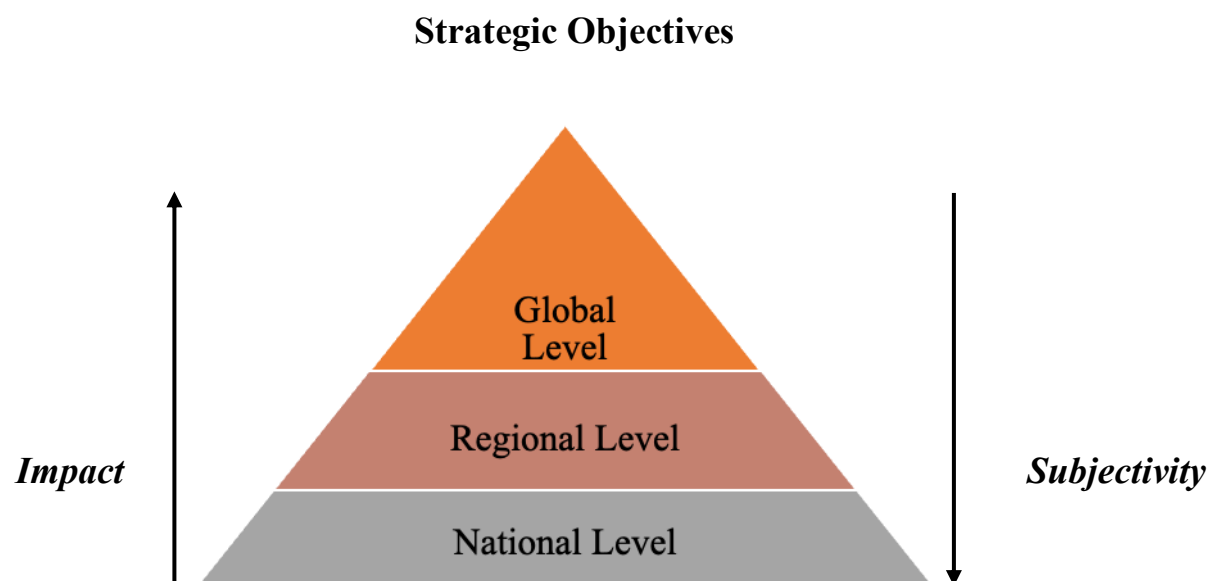 Strategic Objectives
Global
Level
Regional Level
Impact
Subjectivity
National Level